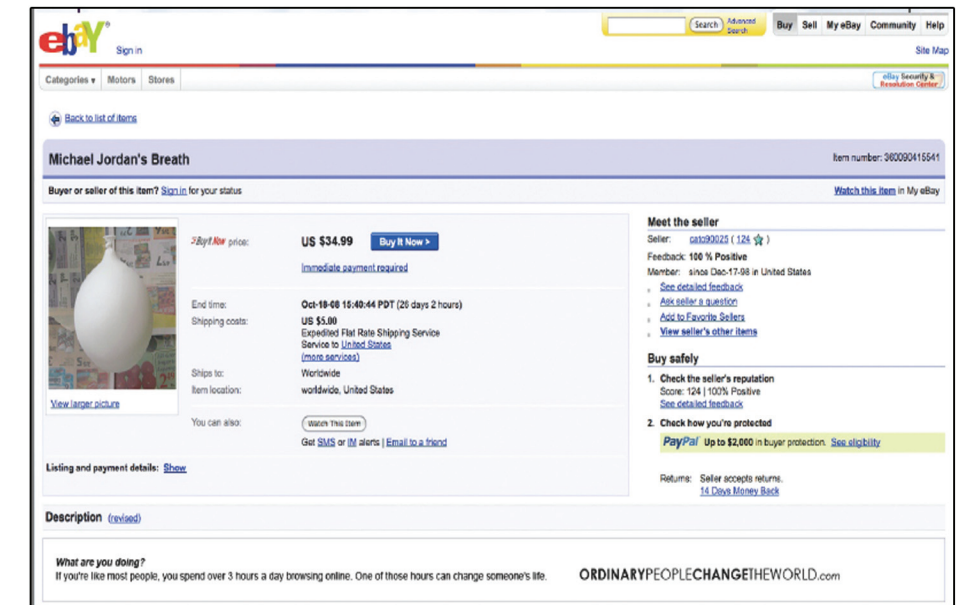 ebY
Sign in
Search Advanced Search
Buy Sell My eBay Community Help
Site Map
Categories ▾ Motors Stores
eBay Security & Resolution Center
Back to list of items
Michael Jordan's Breath
Item number: 360090415541
Buyer or seller of this item? Sign in for your status
Watch this item in My eBay
View larger picture
Buy It Now price: US $34.99 Buy It Now >
Immediate payment required
End time: Oct-18-08 15:40:44 PDT (26 days 2 hours)
Shipping costs: US $5.00
Expedited Flat Rate Shipping Service
Service to United States
(more services)
Ships to: Worldwide
Item location: worldwide, United States
You can also: Watch This Item
Get SMS or IM alerts | Email to a friend
Listing and payment details: Show
Meet the seller
Seller: cato90025 ( 124 )
Feedback: 100 % Positive
Member: since Dec-17-98 in United States
See detailed feedback
Ask seller a question
Add to Favorite Sellers
View seller's other items
Buy safely
1. Check the seller's reputation
Score: 124 | 100% Positive
See detailed feedback
2. Check how you're protected
PayPal Up to $2,000 in buyer protection. See eligibility
Returns: Seller accepts returns.
14 Days Money Back
Description (revised)
What are you doing?
If you're like most people, you spend over 3 hours a day browsing online. One of those hours can change someone's life.
ORDINARYPEOPLECHANGETHEWORLD.com